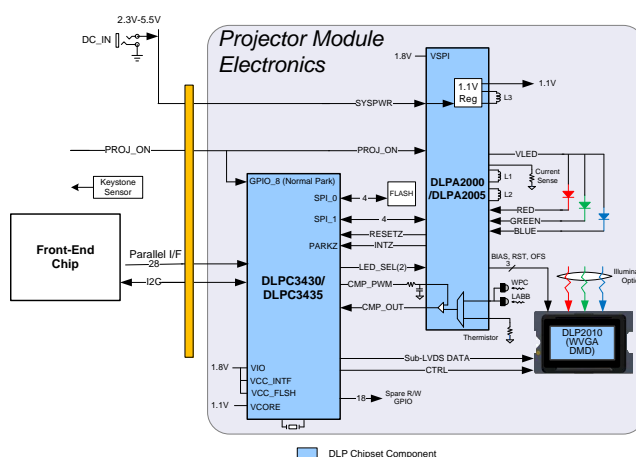 2.3V-5.5V
DC_IN
Projector Module
Electronics
1.8V
VSPI
1.1V
Reg
1.1V
L3
SYSPWR
PROJ_ON
PROJ_ON
VLED
Keystone
Sensor
GPIO_8 (Normal Park)
SPI_0
4
FLASH
DLPA2000
/DLPA2005
Current
Sense
L1
L2
SPI_1
4
RED
GREEN
BLUE
RESETZ
PARKZ
INTZ
Front-End
Chip
Parallel I/F
28
I2C
DLPC3430/
DLPC3435
LED_SEL(2)
CMP_PWM
CMP_OUT
BIAS, RST, OFS
3
WPC
LABB
Thermistor
Illumina
Opti
DLP2010
(WVGA
DMD)
Sub-LVDS DATA
CTRL
1.8V
VIO
VCC_INTF
VCC_FLSH
1.1V
VCORE
18
Spare R/W
GPIO
DLP Chipset Component